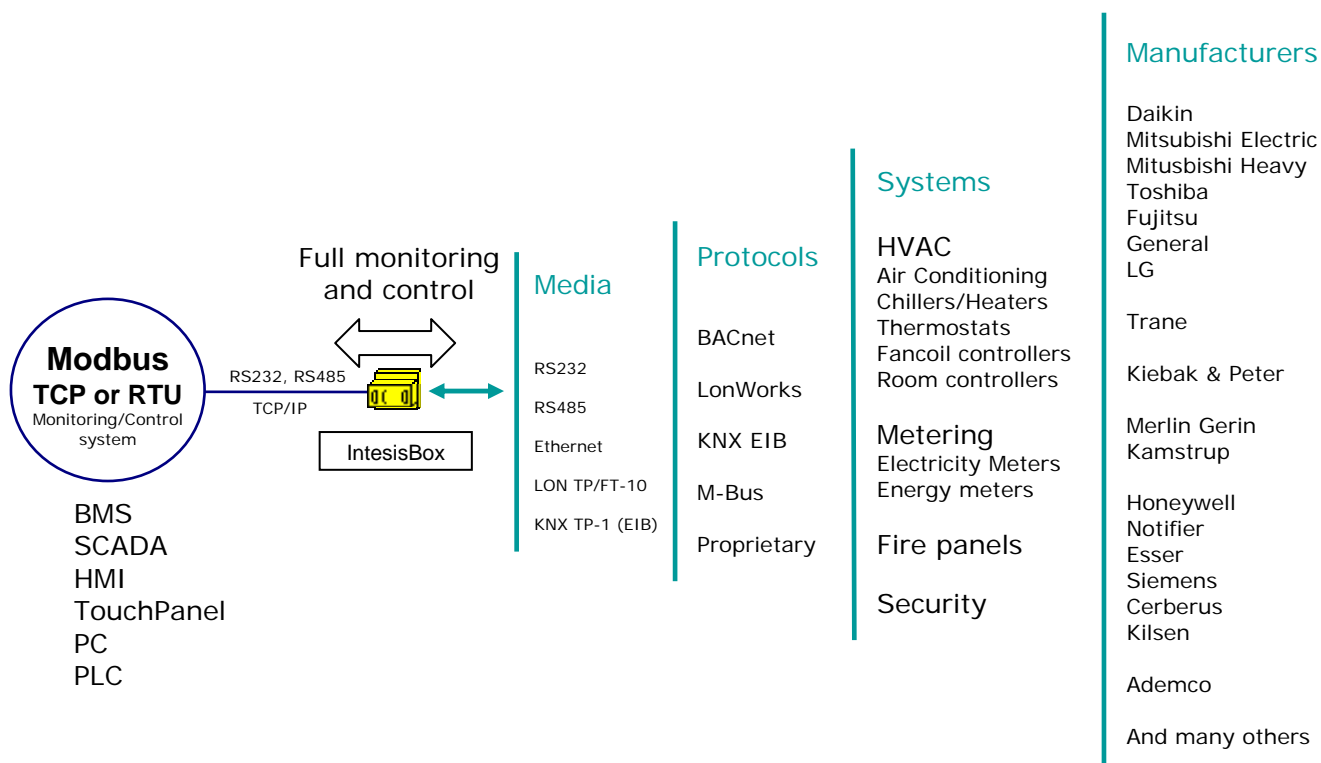 Modbus
TCP or RTU
Monitoring/Control
system
BMS
SCADA
HMI
TouchPanel
PC
PLC
Full monitoring
and control
RS232, RS485
TCP/IP
IntesisBox
Media
RS232
RS485
Ethernet
LON TP/FT-10
KNX TP-1 (EIB)
Protocols
BACnet
LonWorks
KNX EIB
M-Bus
Proprietary
Systems
HVAC
Air Conditioning
Chillers/Heaters
Thermostats
Fancoil controllers
Room controllers
Metering
Electricity Meters
Energy meters
Fire panels
Security
Manufacturers
Daikin
Mitsubishi Electric
Mitusbishi Heavy
Toshiba
Fujitsu
General
LG
Trane
Kiebak & Peter
Merlin Gerin
Kamstrup
Honeywell
Notifier
Esser
Siemens
Cerberus
Kilsen
Ademco
And many others